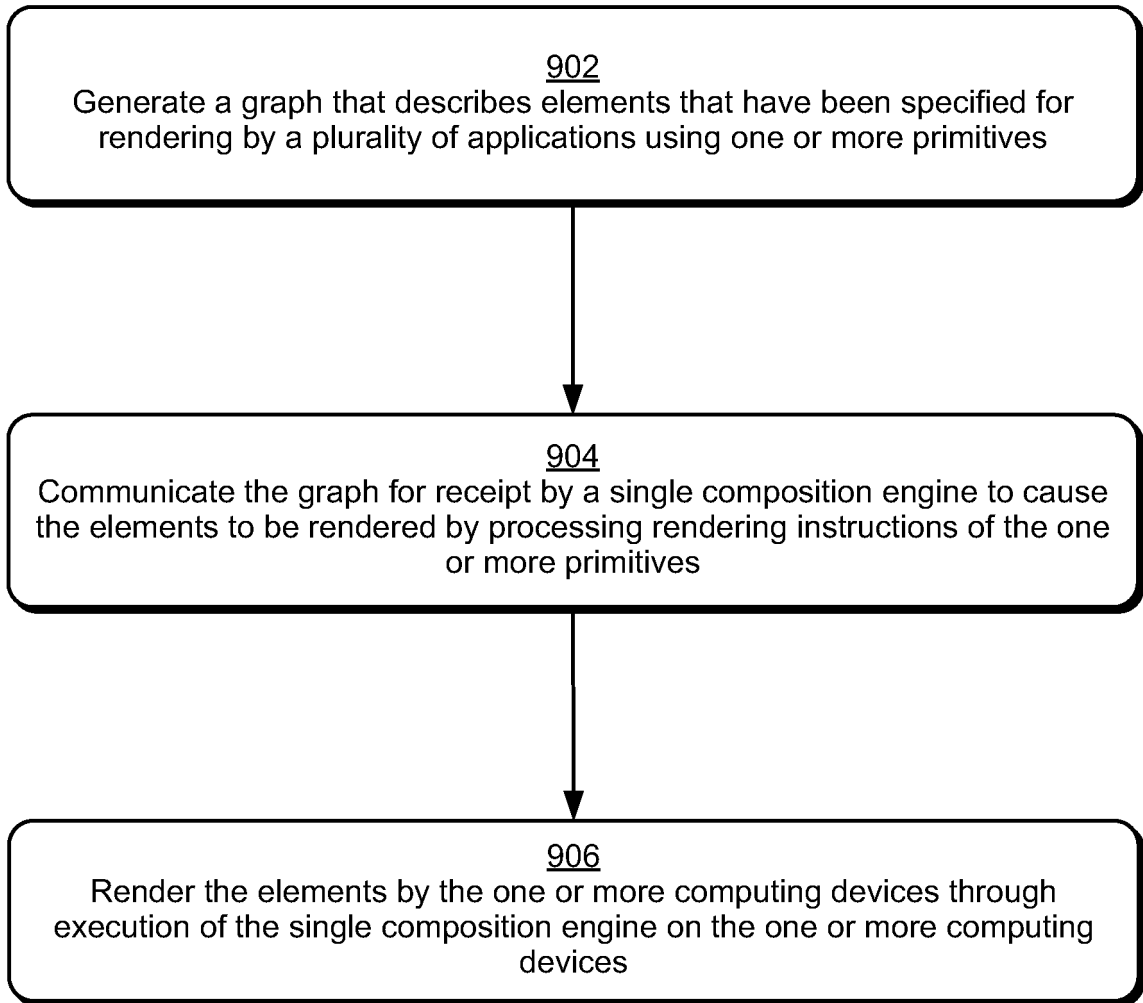 902
Generate a graph that describes elements that have been specified for
rendering by a plurality of applications using one or more primitives
904
Communicate the graph for receipt by a single composition engine to cause
the elements to be rendered by processing rendering instructions of the one
or more primitives
906
Render the elements by the one or more computing devices through
execution of the single composition engine on the one or more computing
devices